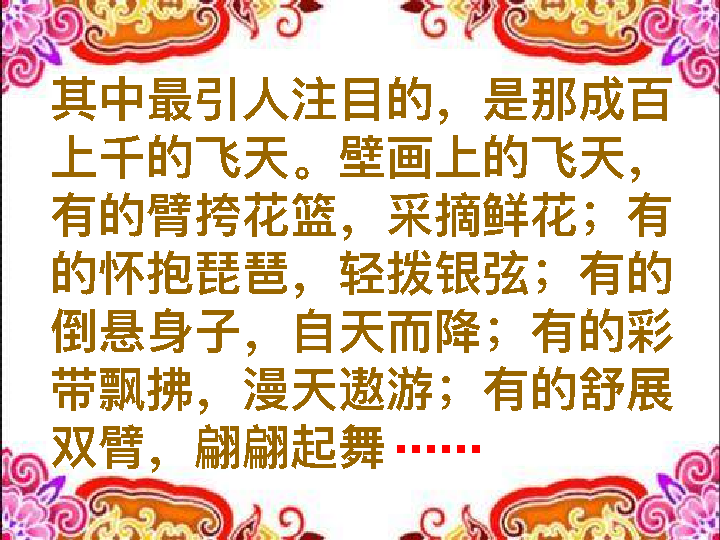 其中最引人注目的，是那成百
上千的飞天。壁画上的飞天，
有的臂挎花篮，采摘鲜花；有
的怀抱琵琶，轻拨银弦；有的
倒悬身子，自天而降；有的彩
带飘拂，漫天遨游；有的舒展
双臂，翩翩起舞······